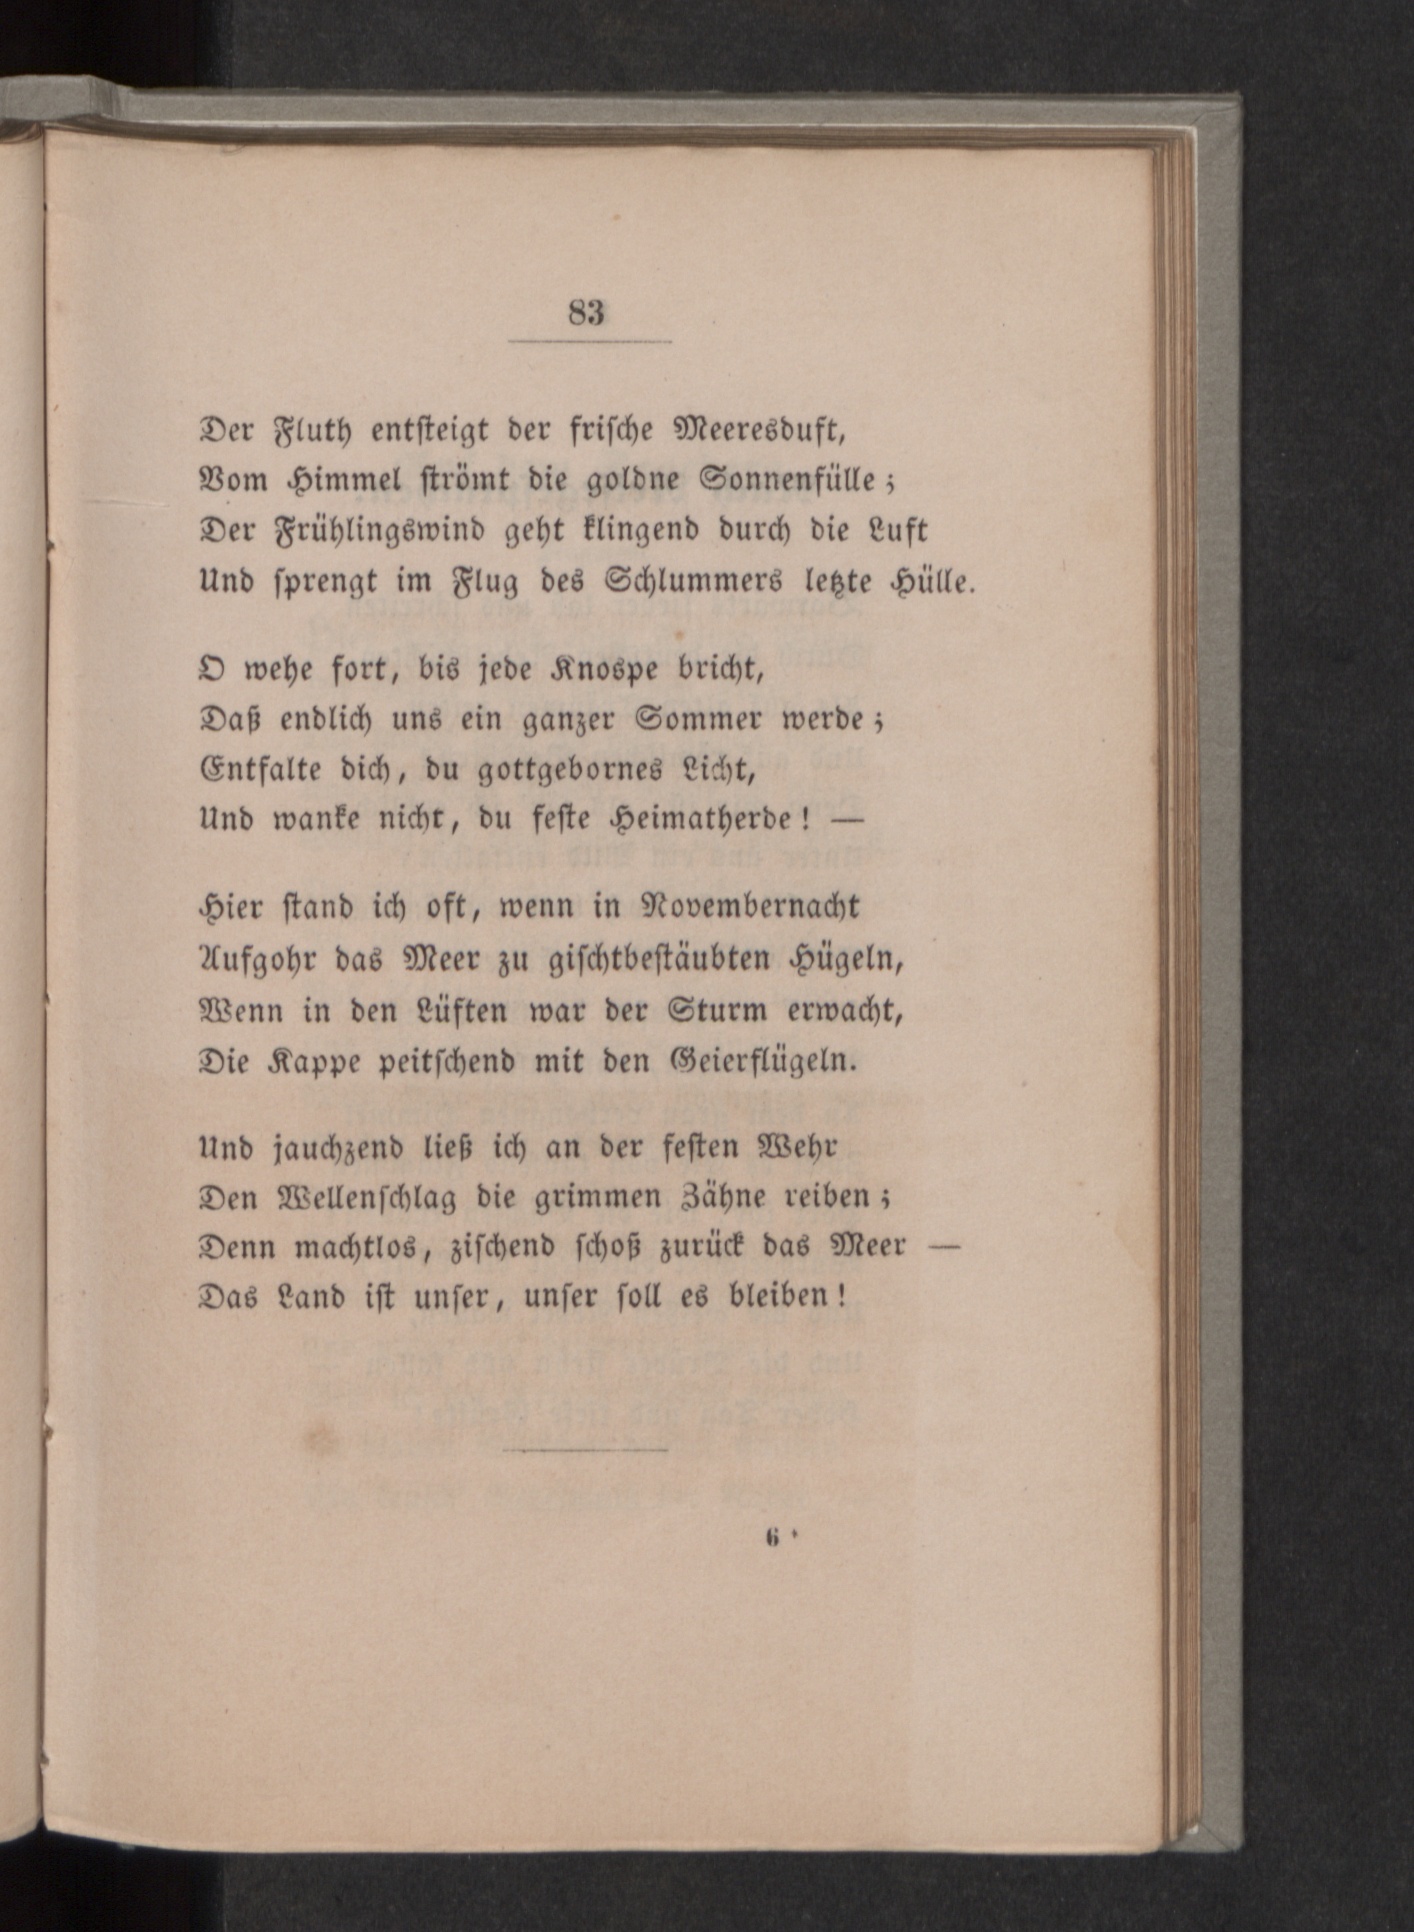 83
Der Fluth entsteigt der frische Meeresduft,
Vom Himmel strömt die goldne Sonnenfülle;
Der Frühlingswind geht klingend durch die Luft
Und sprengt im Flug des Schlummers letzte Hülle.
O wehe fort, bis jede Knospe bricht,
Daß endlich uns ein ganzer Sommer werde;
Entfalte dich, du gottgebornes Licht,
Und wanke nicht, du feste Heimatherde! —
Hier stand ich oft, wenn in Novembernacht
Aufgohr das Meer zu gischtbestäubten Hügeln,
Wenn in den Lüften war der Sturm erwacht,
Die Kappe peitschend mit den Geierflügeln.
Und jauchzend ließ ich an der festen Wehr
Den Wellenschlag die grimmen Zähne reiben;
Denn machtlos, zischend schoß zurück das Meer —
Das Land ist unser, unser soll es bleiben!
6 *